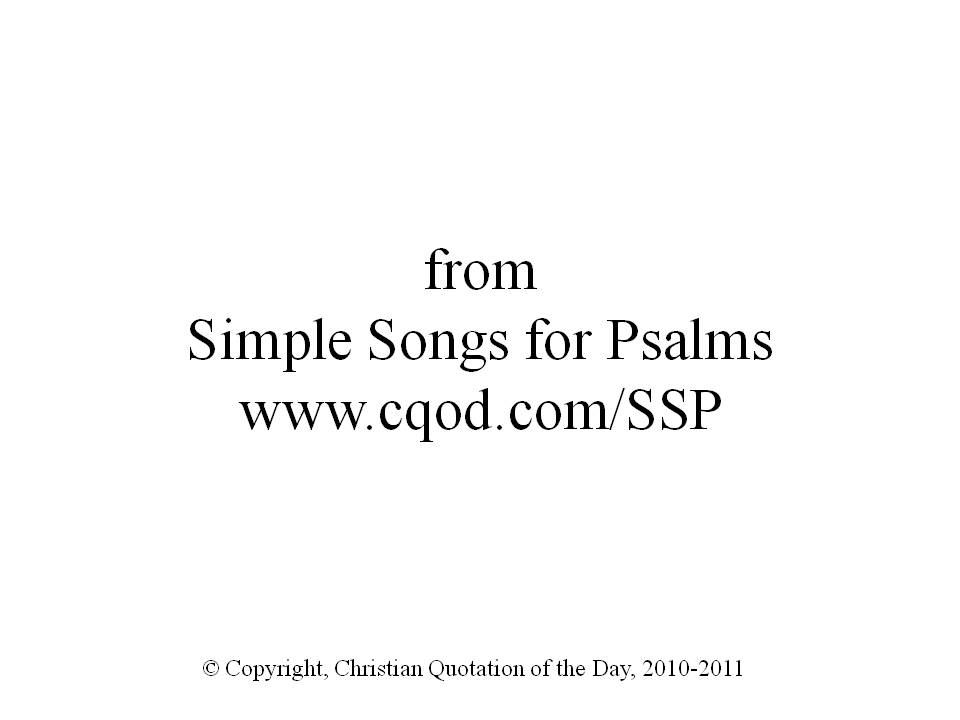 from
Simple Songs for Psalms
www.cqod.com/SSP
© Copyright, Christian Quotation of the Day, 2010-2011